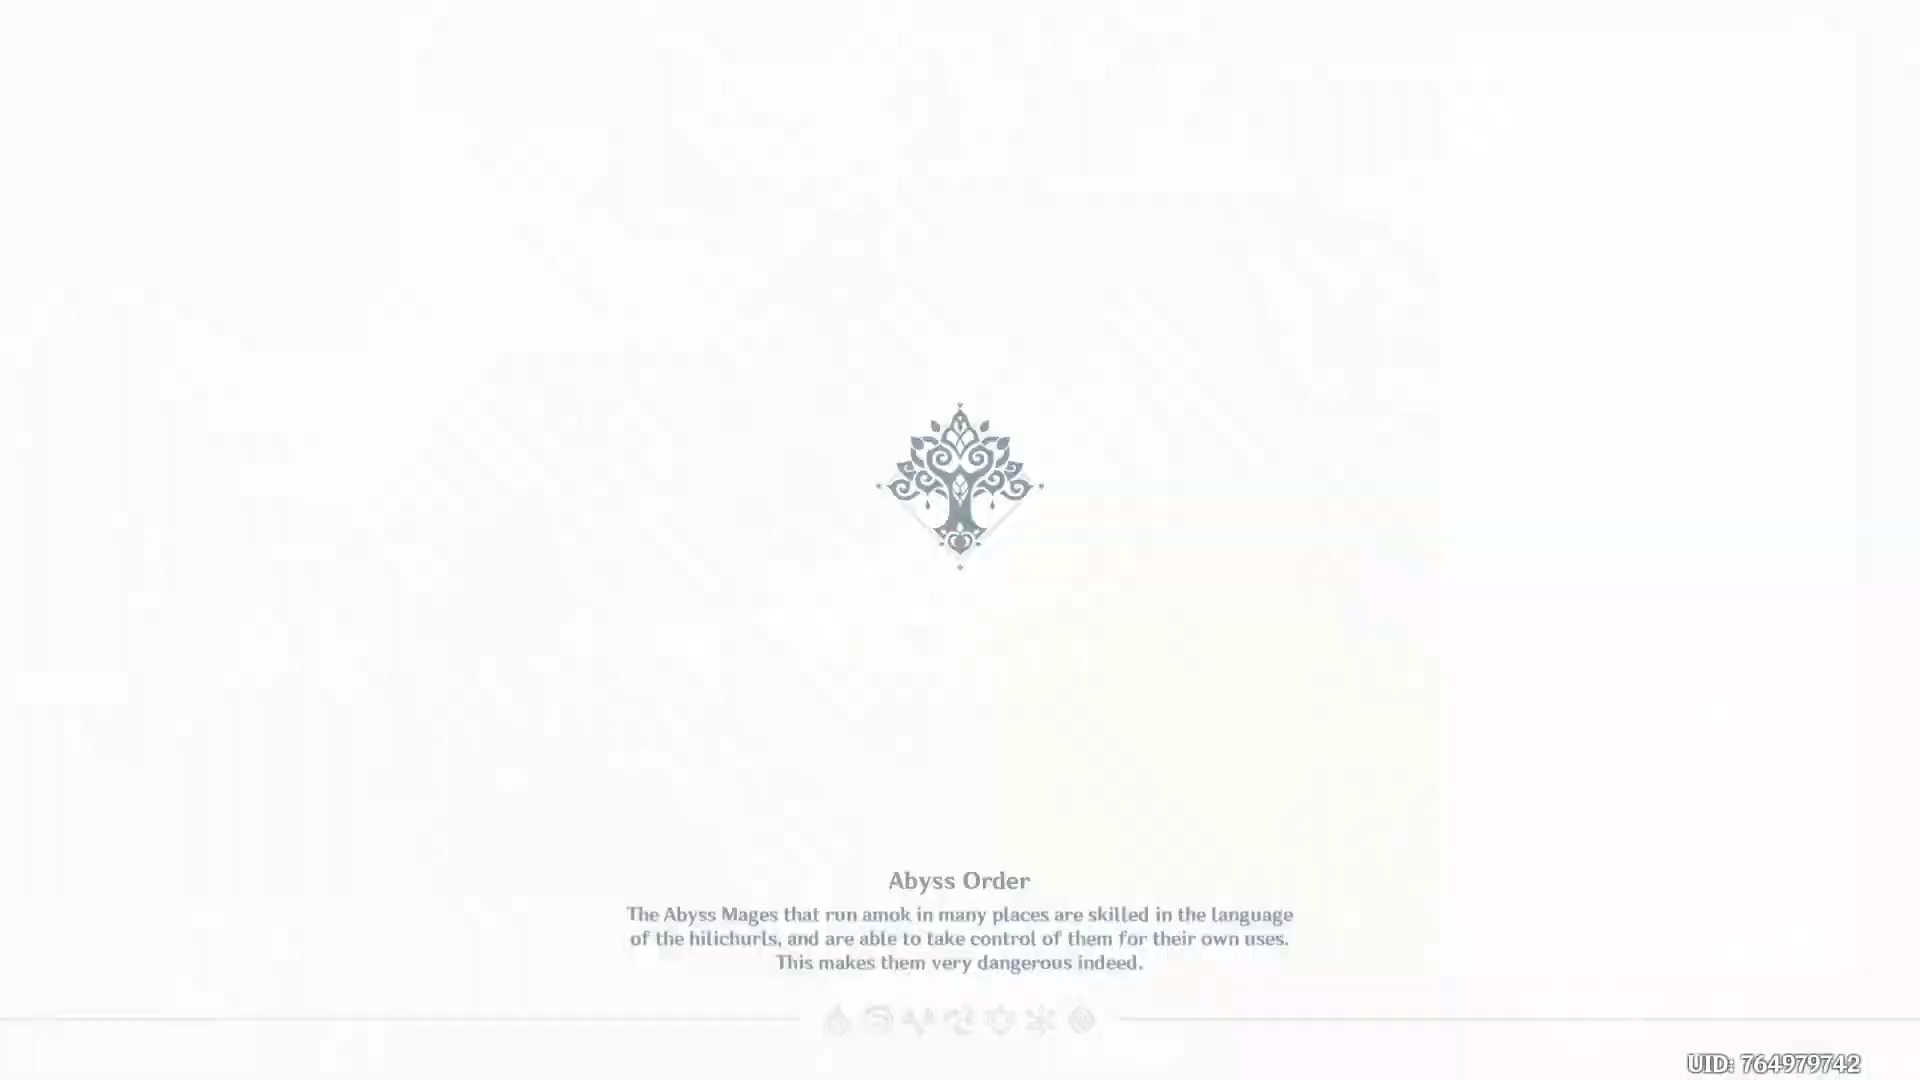 Abyss Order
The Abyss Mages that run amok in many places are skilled in the language
of the hilichurls, and are able to take control of them for their own uses.
This makes them very dangerous indeed.
UID: 764979742